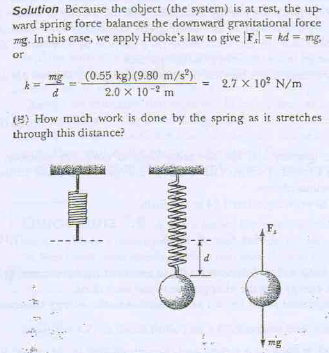 Solution Because the object (the system) is at rest, the up-
ward spring force balances the downward gravitational force
mg. In this case, we apply Hooke's law to give |Fₛ| = kd = mg,
or
k = mg/d = (0.55 kg)(9.80 m/s²)/(2.0 × 10⁻² m) = 2.7 × 10² N/m
(B) How much work is done by the spring as it stretches
through this distance?
d
Fₛ
mg